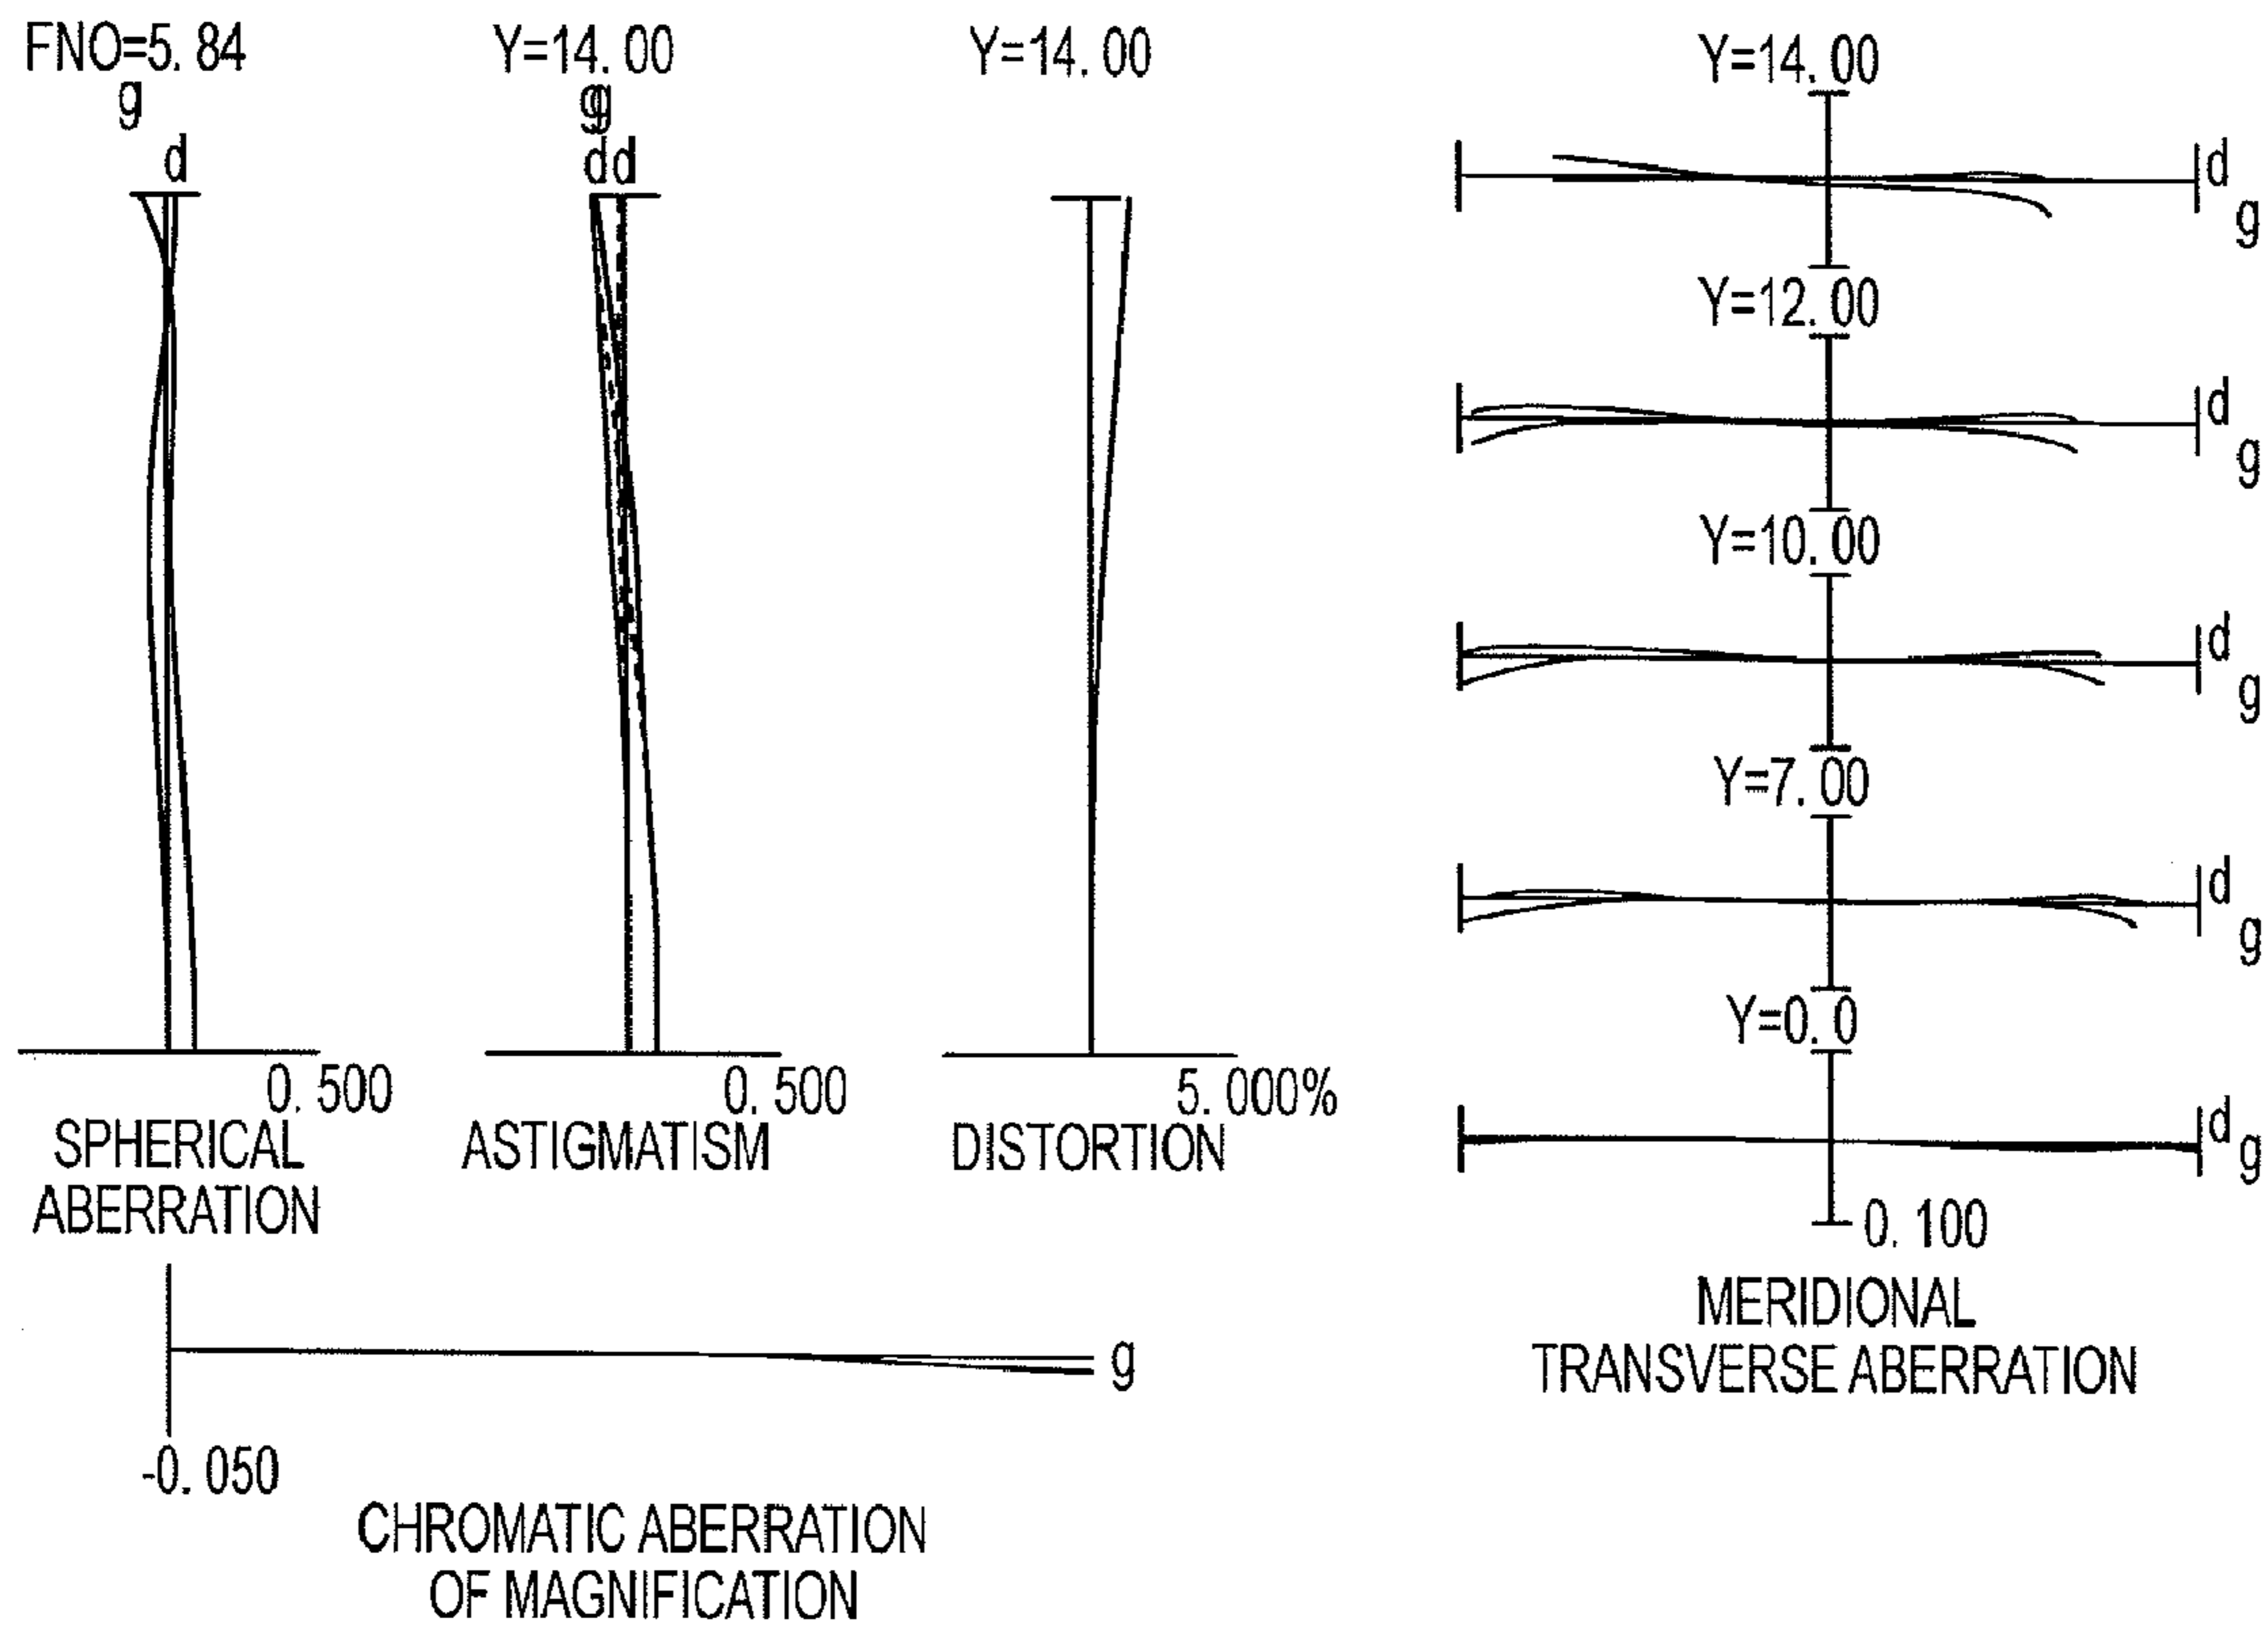 FNO=5. 84
g
d
0. 500
SPHERICAL
ABERRATION
Y=14. 00
g g
d d
0. 500
ASTIGMATISM
Y=14. 00
5. 000%
DISTORTION
-0. 050
g
CHROMATIC ABERRATION
OF MAGNIFICATION
Y=14. 00
d
g
Y=12. 00
d
g
Y=10. 00
d
g
Y=7. 00
d
g
Y=0. 0
d
g
0. 100
MERIDIONAL
TRANSVERSE ABERRATION